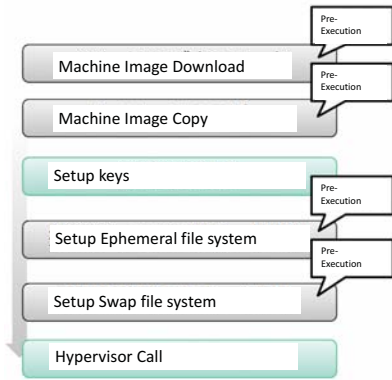 Pre-
Execution
Machine Image Download
Pre-
Execution
Machine Image Copy
Setup keys
Pre-
Execution
Setup Ephemeral file system
Pre-
Execution
Setup Swap file system
Hypervisor Call